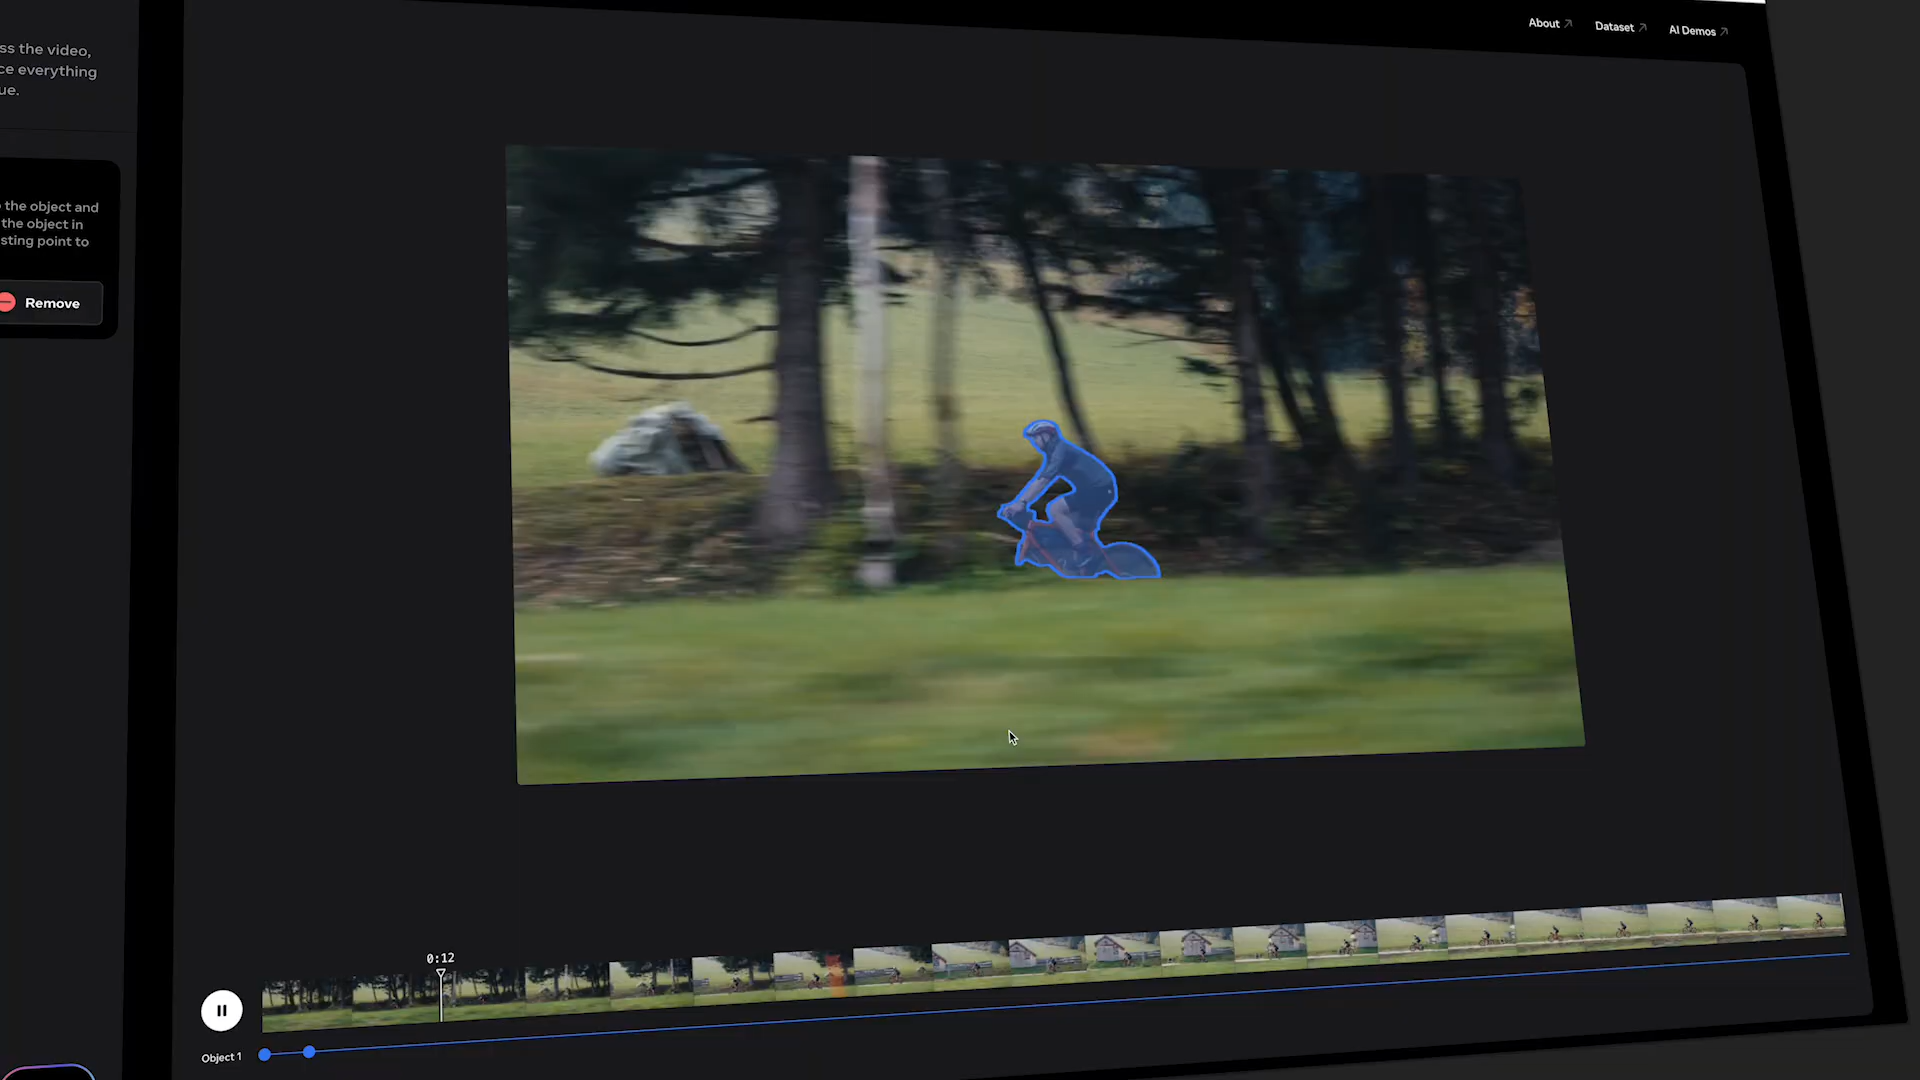 About
Dataset
AI Demos
ss the video,
ce everything
ue.
the object and
the object in
sting point to
Remove
0:12
Object 1